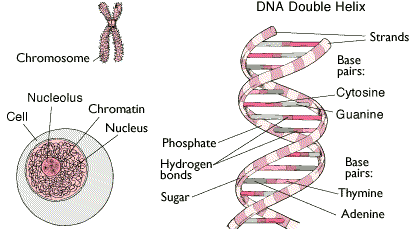 DNA Double Helix
Chromosome
Strands
Base
pairs:
Cytosine
Guanine
Nucleolus
Chromatin
Cell
Nucleus
Phosphate
Hydrogen
bonds
Sugar
Base
pairs:
Thymine
Adenine